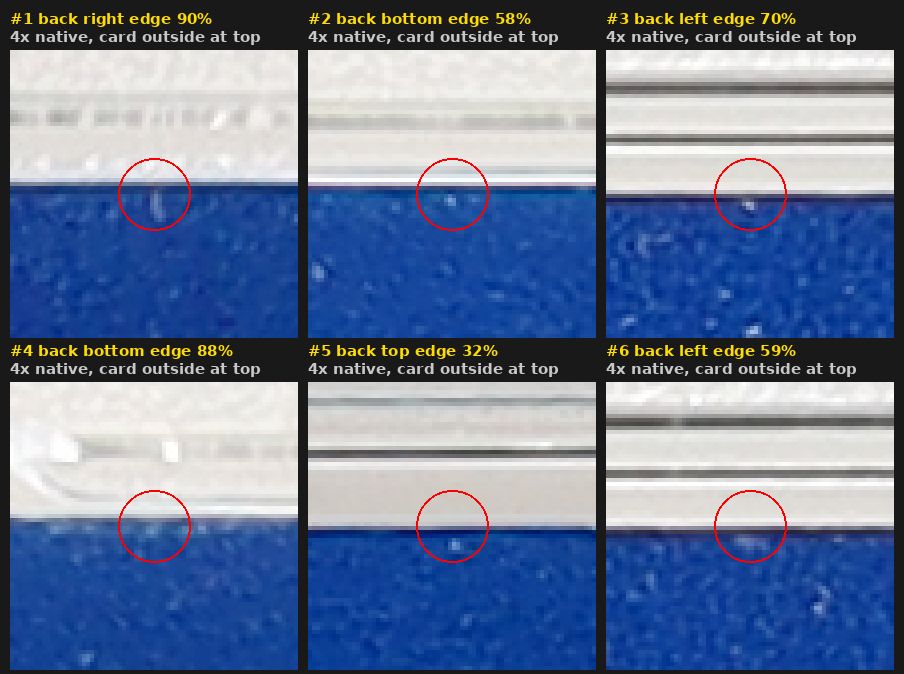 #1 back right edge 90%
4x native, card outside at top
#2 back bottom edge 58%
4x native, card outside at top
#3 back left edge 70%
4x native, card outside at top
#4 back bottom edge 88%
4x native, card outside at top
#5 back top edge 32%
4x native, card outside at top
#6 back left edge 59%
4x native, card outside at top